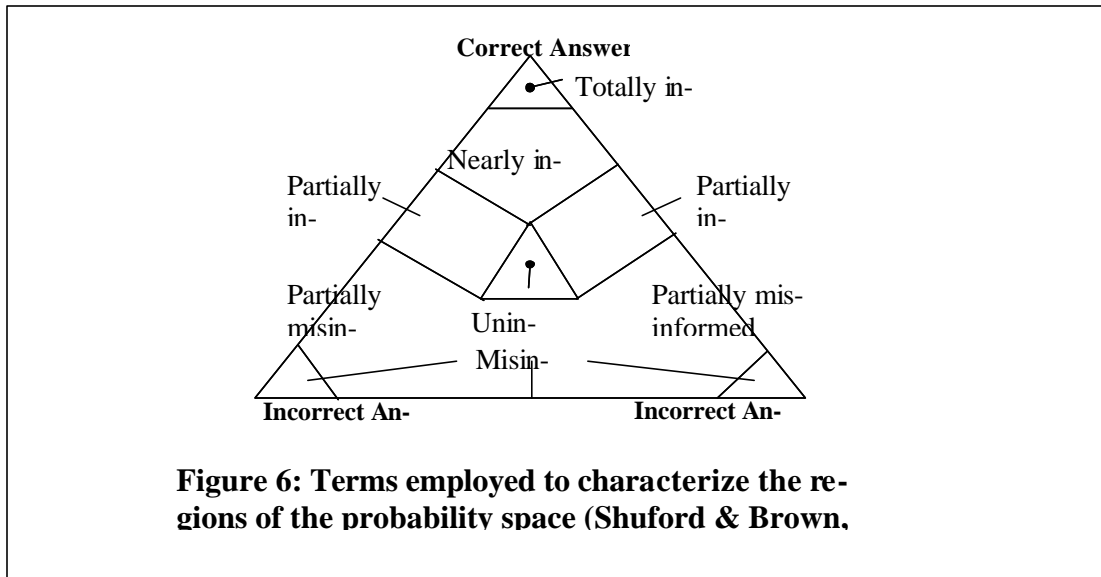 Correct Answer
Totally in-
Nearly in-
Partially
in-
Partially
in-
Partially
misin-
Partially mis-
informed
Unin-
Misin-
Incorrect An-
Incorrect An-
Figure 6: Terms employed to characterize the re-
gions of the probability space (Shuford & Brown,